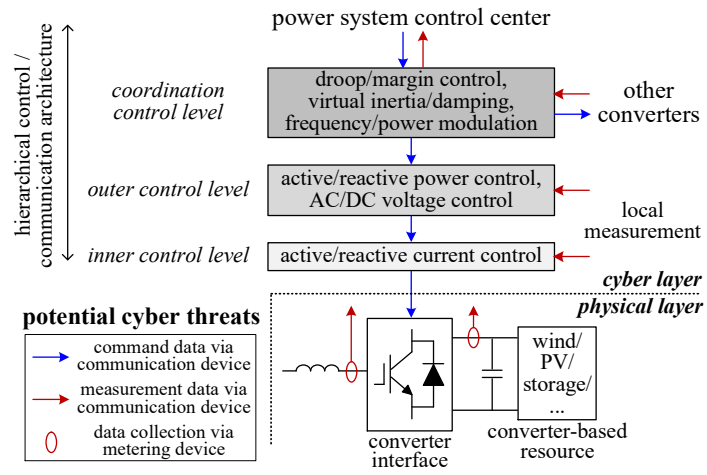 power system control center
hierarchical control /
communication architecture
coordination
control level
droop/margin control,
virtual inertia/damping,
frequency/power modulation
other
converters
outer control level
active/reactive power control,
AC/DC voltage control
local
measurement
inner control level
active/reactive current control
cyber layer
physical layer
potential cyber threats
command data via
communication device
measurement data via
communication device
data collection via
metering device
converter
interface
wind/
PV/
storage/
...
converter-based
resource